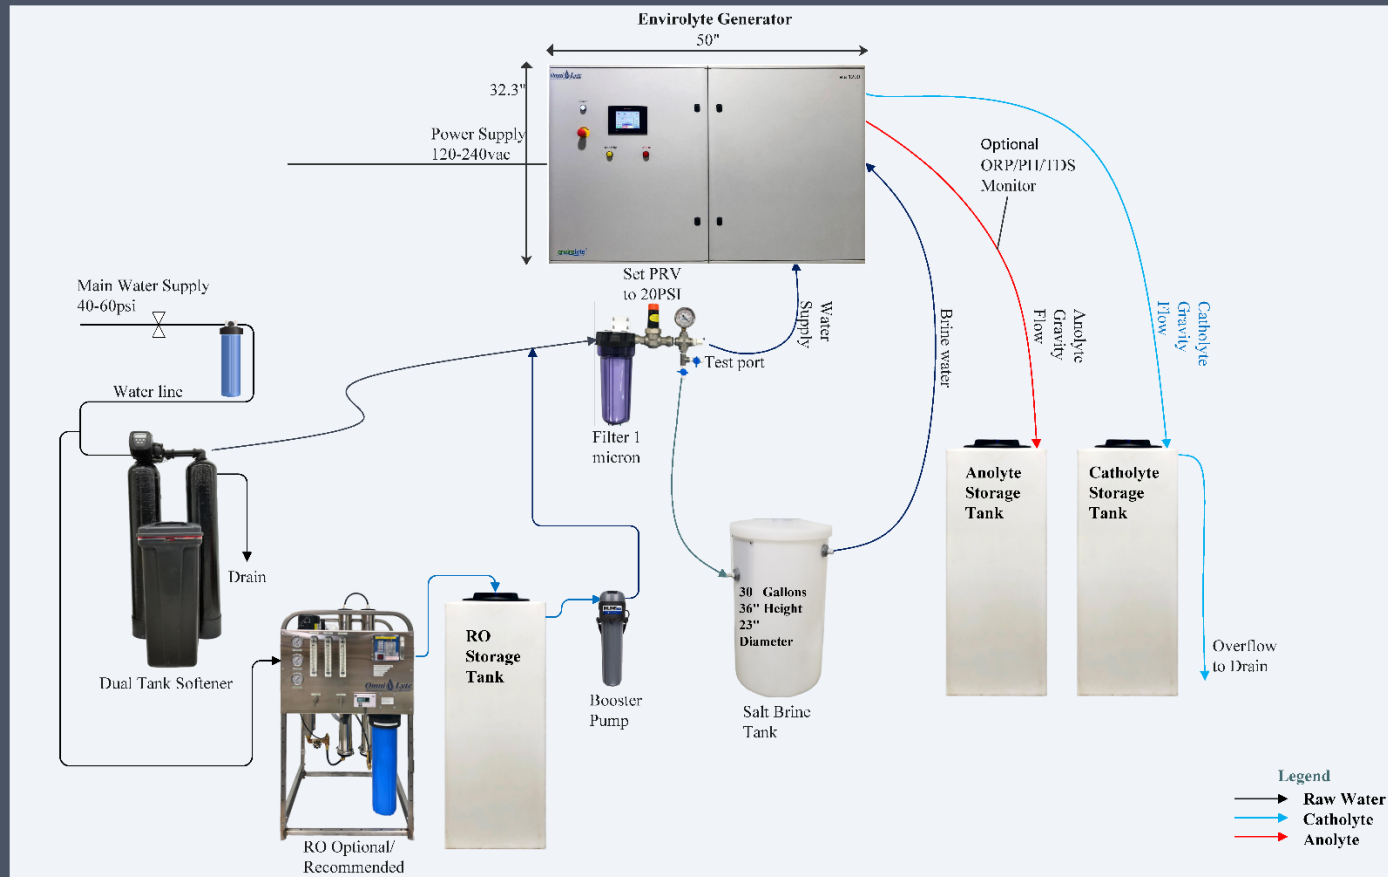 Envirolyte Generator
50"
32.3"
Power Supply
120-240vac
Optional
ORP/PH/TDS
Monitor
Set PRV
to 20PSI
Main Water Supply
40-60psi
Water line
Water
Supply
Test port
Brine water
Anolyte
Gravity
Flow
Catholyte
Gravity
Flow
Filter 1
micron
Drain
Dual Tank Softener
RO
Storage
Tank
Booster
Pump
30 Gallons
36" Height
23"
Diameter
Salt Brine
Tank
Anolyte
Storage
Tank
Catholyte
Storage
Tank
Overflow
to Drain
Omni Lyte
RO Optional/
Recommended
Legend
Raw Water
Catholyte
Anolyte